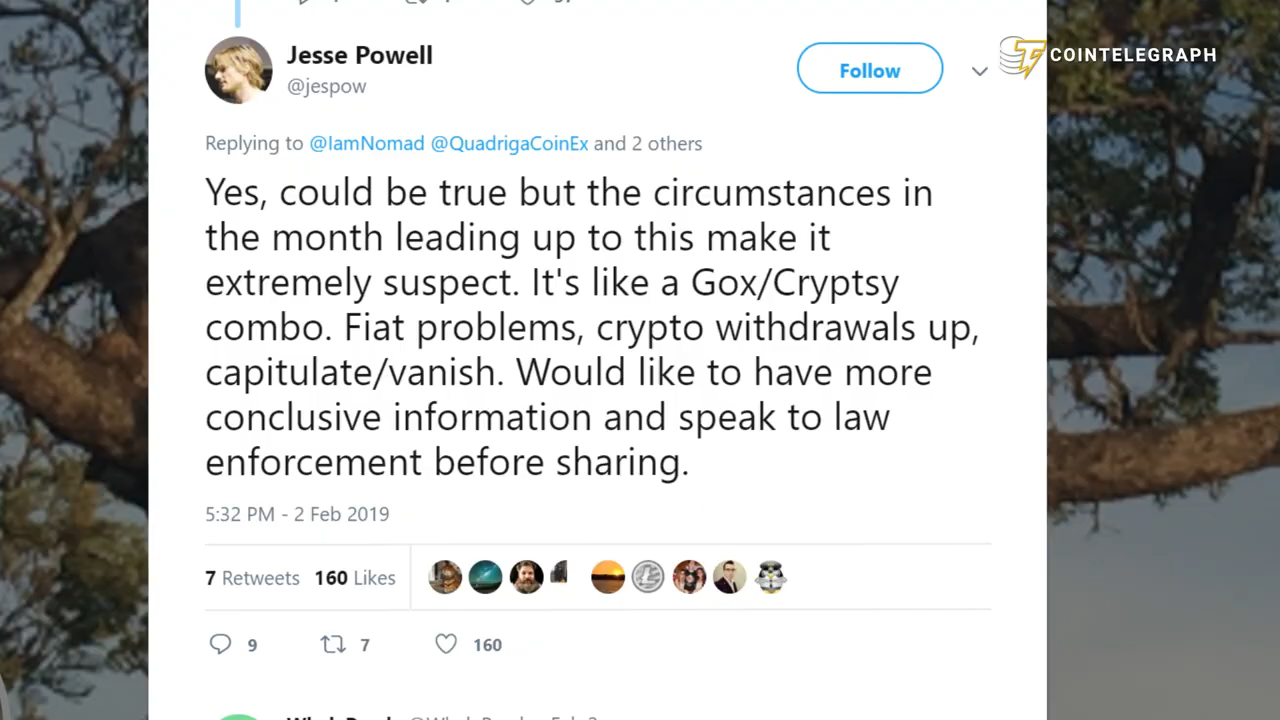 Jesse Powell
@jespow
Follow
COINTELEGRAPH
Replying to @IamNomad @QuadrigaCoinEx and 2 others
Yes, could be true but the circumstances in
the month leading up to this make it
extremely suspect. It's like a Gox/Cryptsy
combo. Fiat problems, crypto withdrawals up,
capitulate/vanish. Would like to have more
conclusive information and speak to law
enforcement before sharing.
5:32 PM - 2 Feb 2019
7 Retweets 160 Likes
9 7 160